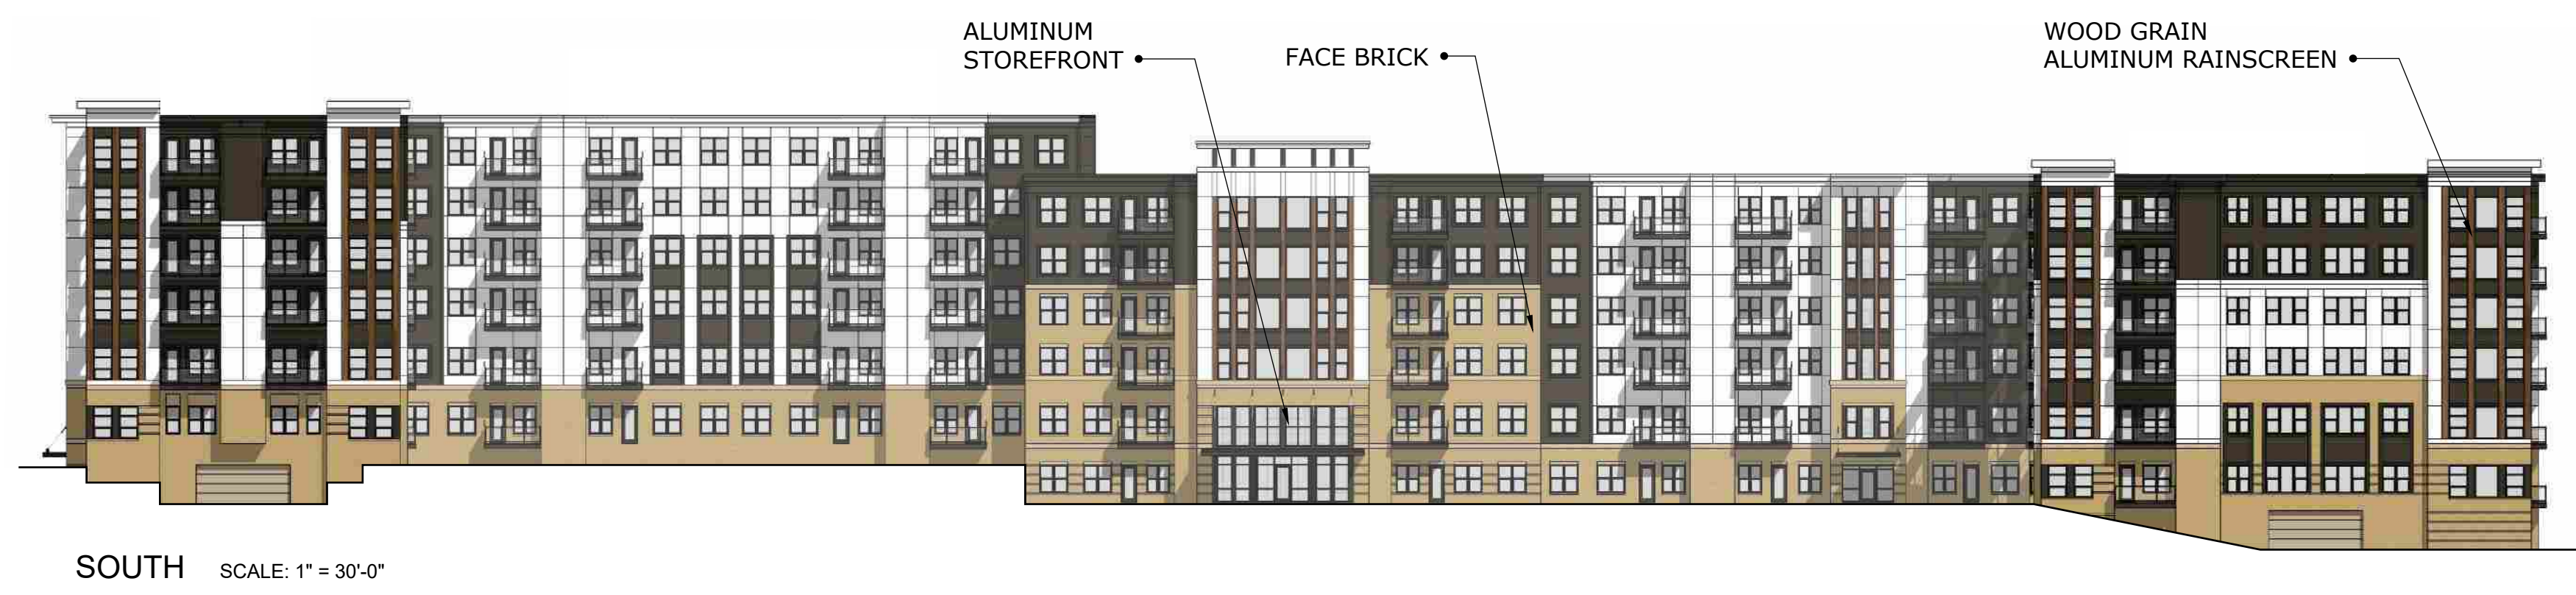 ALUMINUM
STOREFRONT
FACE BRICK
WOOD GRAIN
ALUMINUM RAINSCREEN
SOUTH SCALE: 1" = 30'-0"